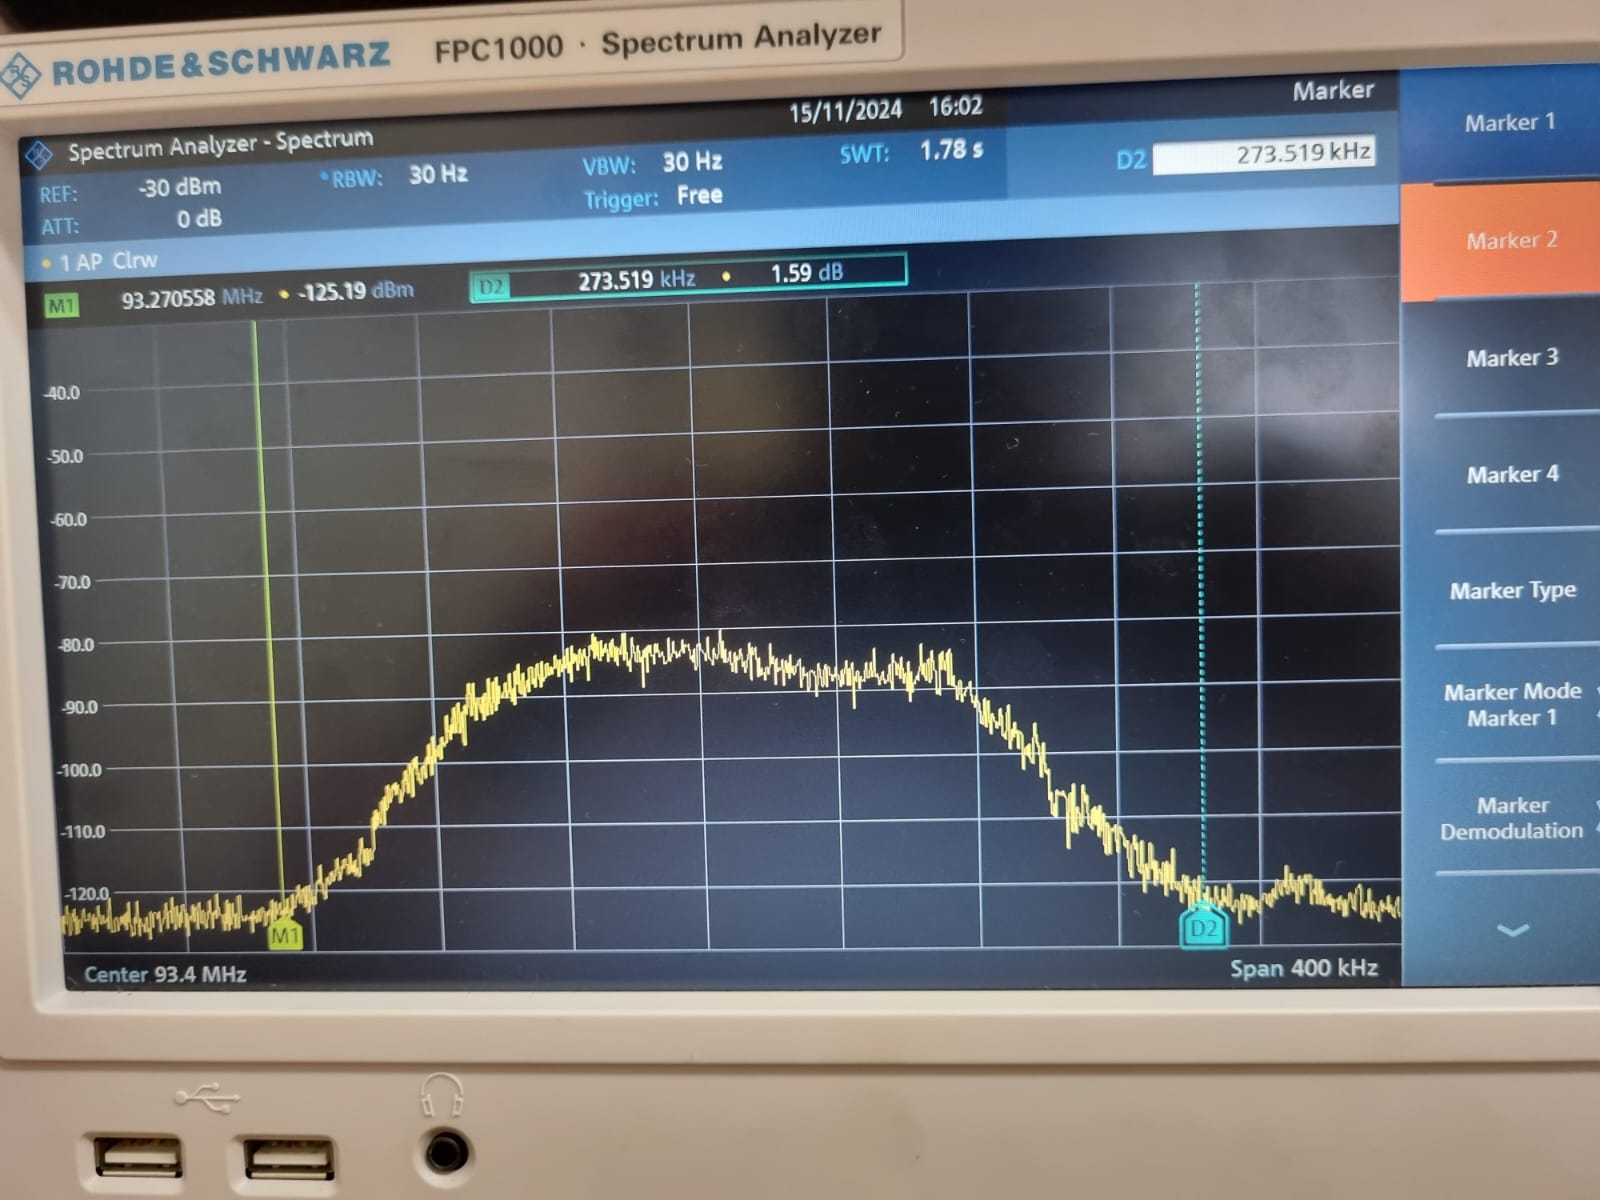 ROHDE&SCHWARZ FPC1000 · Spectrum Analyzer
15/11/2024 16:02 Marker
Spectrum Analyzer - Spectrum
REF: -30 dBm RBW: 30 Hz VBW: 30 Hz SWT: 1.78 s D2 273.519 kHz
ATT: 0 dB Trigger: Free
1 AP Clrw
M1 93.270558 MHz • -125.19 dBm D2 273.519 kHz • 1.59 dB
-40.0
-50.0
-60.0
-70.0
-80.0
-90.0
-100.0
-110.0
-120.0
M1 D2
Center 93.4 MHz Span 400 kHz
Marker 1
Marker 2
Marker 3
Marker 4
Marker Type
Marker Mode
Marker 1
Marker
Demodulation